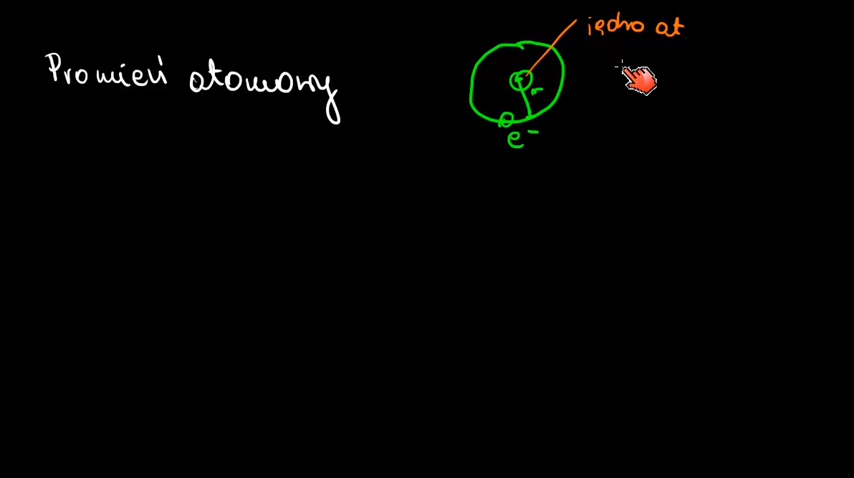 Promień atomowy
jądro at
r
e⁻